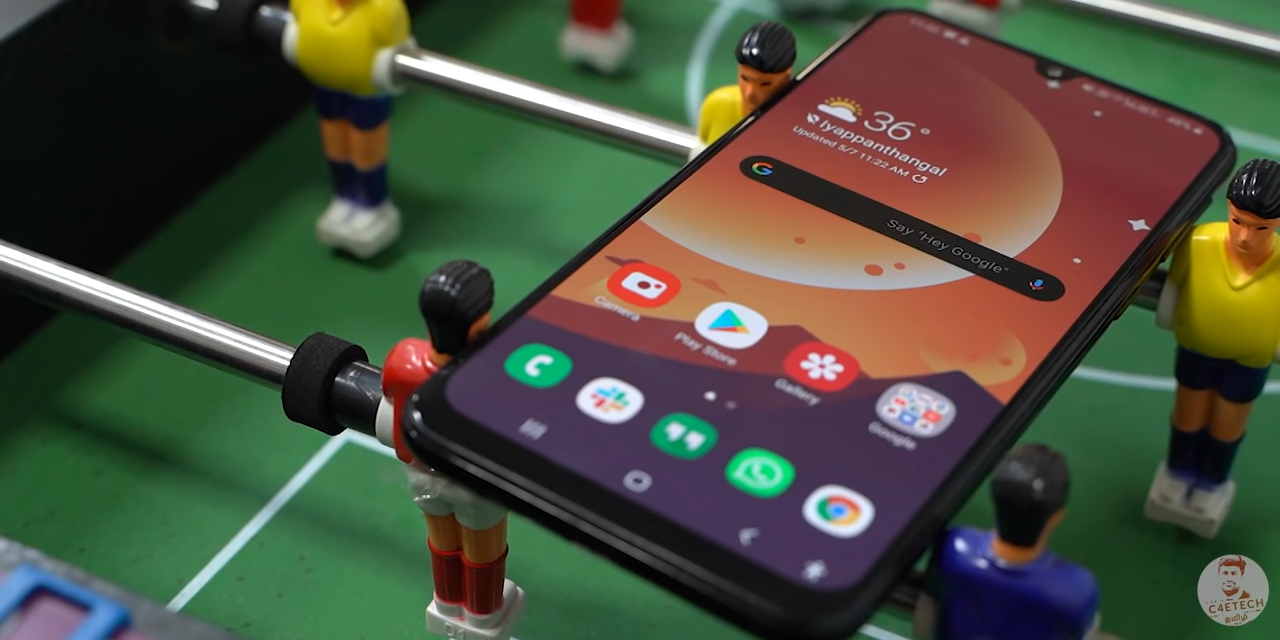 36°
Iyappanthangal
Updated 5/7 11:22 AM
Say "Hey Google"
Camera
Play Store
Gallery
Google
C4ETECH
தமிழ்